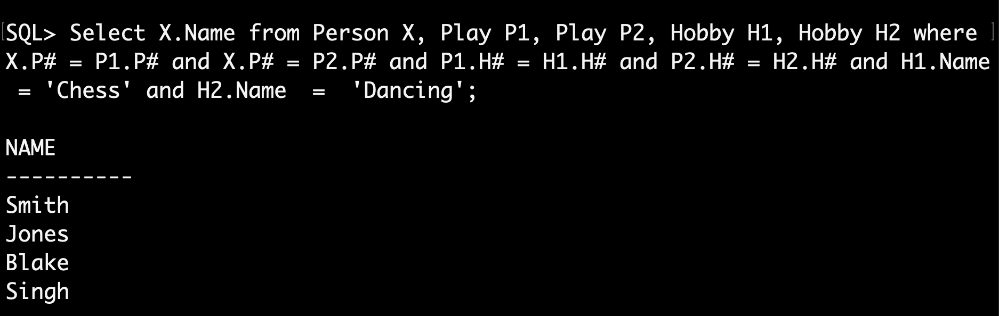 SQL> Select X.Name from Person X, Play P1, Play P2, Hobby H1, Hobby H2 where
X.P# = P1.P# and X.P# = P2.P# and P1.H# = H1.H# and P2.H# = H2.H# and H1.Name
 = 'Chess' and H2.Name  =  'Dancing';
NAME
----------
Smith
Jones
Blake
Singh